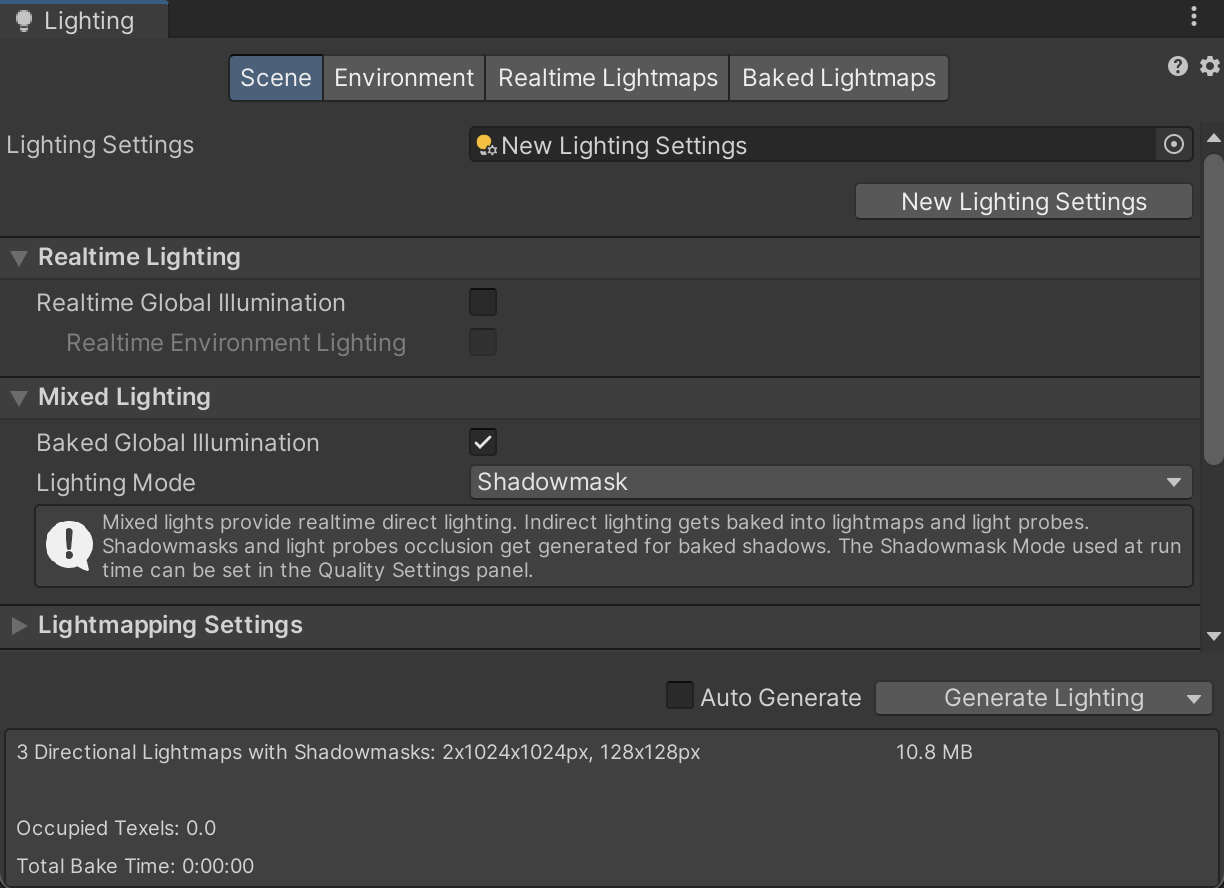 Lighting
Scene Environment Realtime Lightmaps Baked Lightmaps
Lighting Settings New Lighting Settings
New Lighting Settings
Realtime Lighting
Realtime Global Illumination
Realtime Environment Lighting
Mixed Lighting
Baked Global Illumination
Lighting Mode Shadowmask
Mixed lights provide realtime direct lighting. Indirect lighting gets baked into lightmaps and light probes.
Shadowmasks and light probes occlusion get generated for baked shadows. The Shadowmask Mode used at run
time can be set in the Quality Settings panel.
Lightmapping Settings
Auto Generate Generate Lighting
3 Directional Lightmaps with Shadowmasks: 2x1024x1024px, 128x128px 10.8 MB
Occupied Texels: 0.0
Total Bake Time: 0:00:00